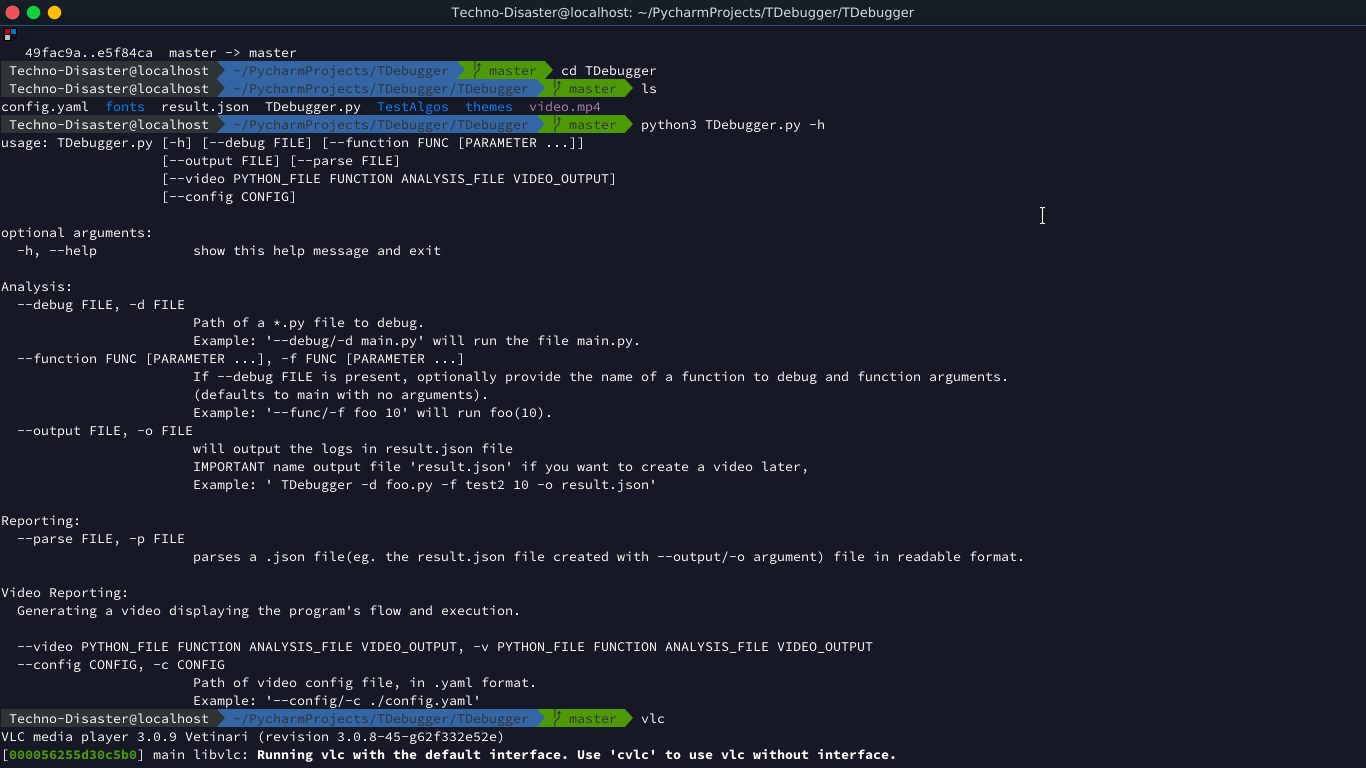 Techno-Disaster@localhost: ~/PycharmProjects/TDebugger/TDebugger
   49fac9a..e5f84ca  master -> master
 Techno-Disaster@localhost  ~/PycharmProjects/TDebugger  master  cd TDebugger
 Techno-Disaster@localhost  ~/PycharmProjects/TDebugger/TDebugger  master  ls
config.yaml  fonts  result.json  TDebugger.py  TestAlgos  themes  video.mp4
 Techno-Disaster@localhost  ~/PycharmProjects/TDebugger/TDebugger  master  python3 TDebugger.py -h
usage: TDebugger.py [-h] [--debug FILE] [--function FUNC [PARAMETER ...]]
                    [--output FILE] [--parse FILE]
                    [--video PYTHON_FILE FUNCTION ANALYSIS_FILE VIDEO_OUTPUT]
                    [--config CONFIG]

optional arguments:
  -h, --help            show this help message and exit

Analysis:
  --debug FILE, -d FILE
                        Path of a *.py file to debug.
                        Example: '--debug/-d main.py' will run the file main.py.
  --function FUNC [PARAMETER ...], -f FUNC [PARAMETER ...]
                        If --debug FILE is present, optionally provide the name of a function to debug and function arguments.
                        (defaults to main with no arguments).
                        Example: '--func/-f foo 10' will run foo(10).
  --output FILE, -o FILE
                        will output the logs in result.json file
                        IMPORTANT name output file 'result.json' if you want to create a video later,
                        Example: ' TDebugger -d foo.py -f test2 10 -o result.json'

Reporting:
  --parse FILE, -p FILE
                        parses a .json file(eg. the result.json file created with --output/-o argument) file in readable format.

Video Reporting:
  Generating a video displaying the program's flow and execution.

  --video PYTHON_FILE FUNCTION ANALYSIS_FILE VIDEO_OUTPUT, -v PYTHON_FILE FUNCTION ANALYSIS_FILE VIDEO_OUTPUT
  --config CONFIG, -c CONFIG
                        Path of video config file, in .yaml format.
                        Example: '--config/-c ./config.yaml'
 Techno-Disaster@localhost  ~/PycharmProjects/TDebugger/TDebugger  master  vlc
VLC media player 3.0.9 Vetinari (revision 3.0.8-45-g62f332e52e)
[000056255d30c5b0] main libvlc: Running vlc with the default interface. Use 'cvlc' to use vlc without interface.